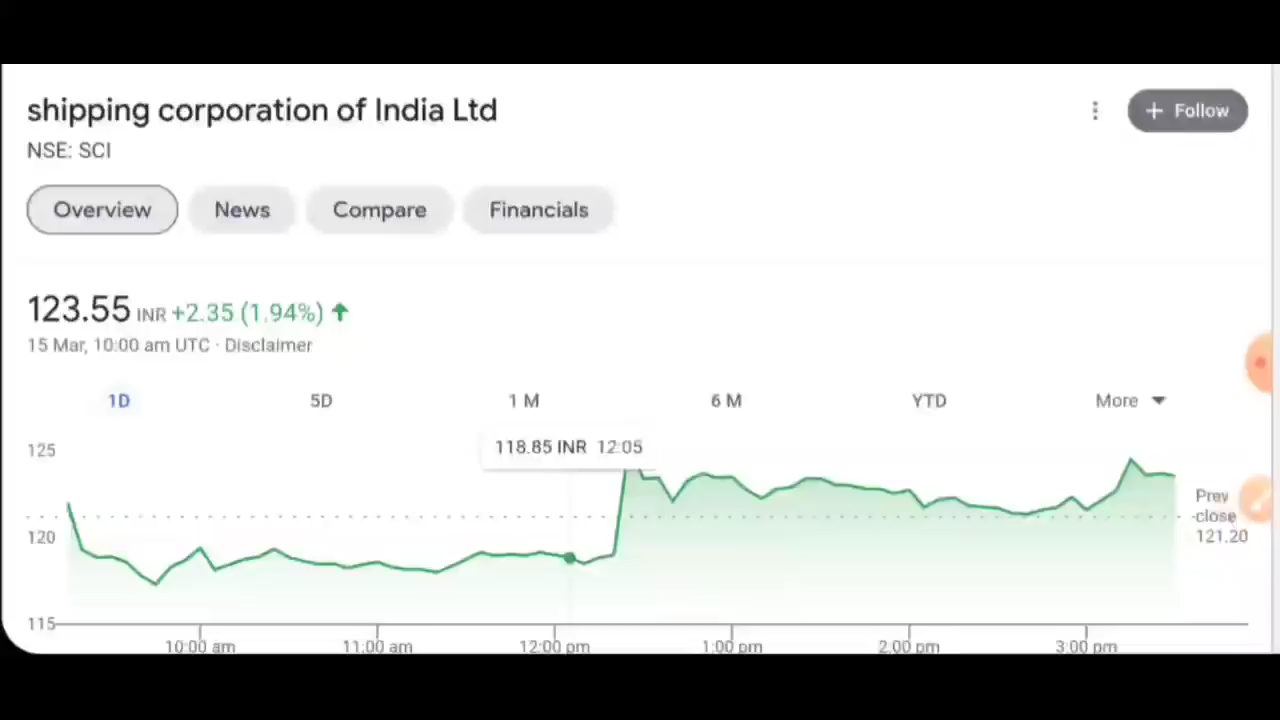 shipping corporation of India Ltd
+ Follow
NSE: SCI
Overview
News
Compare
Financials
123.55 INR +2.35 (1.94%)
15 Mar, 10:00 am UTC · Disclaimer
1D
5D
1 M
6 M
YTD
More
118.85 INR 12:05
125
120
115
Prev
close
121.20
10:00 am
11:00 am
12:00 pm
1:00 pm
2:00 pm
3:00 pm